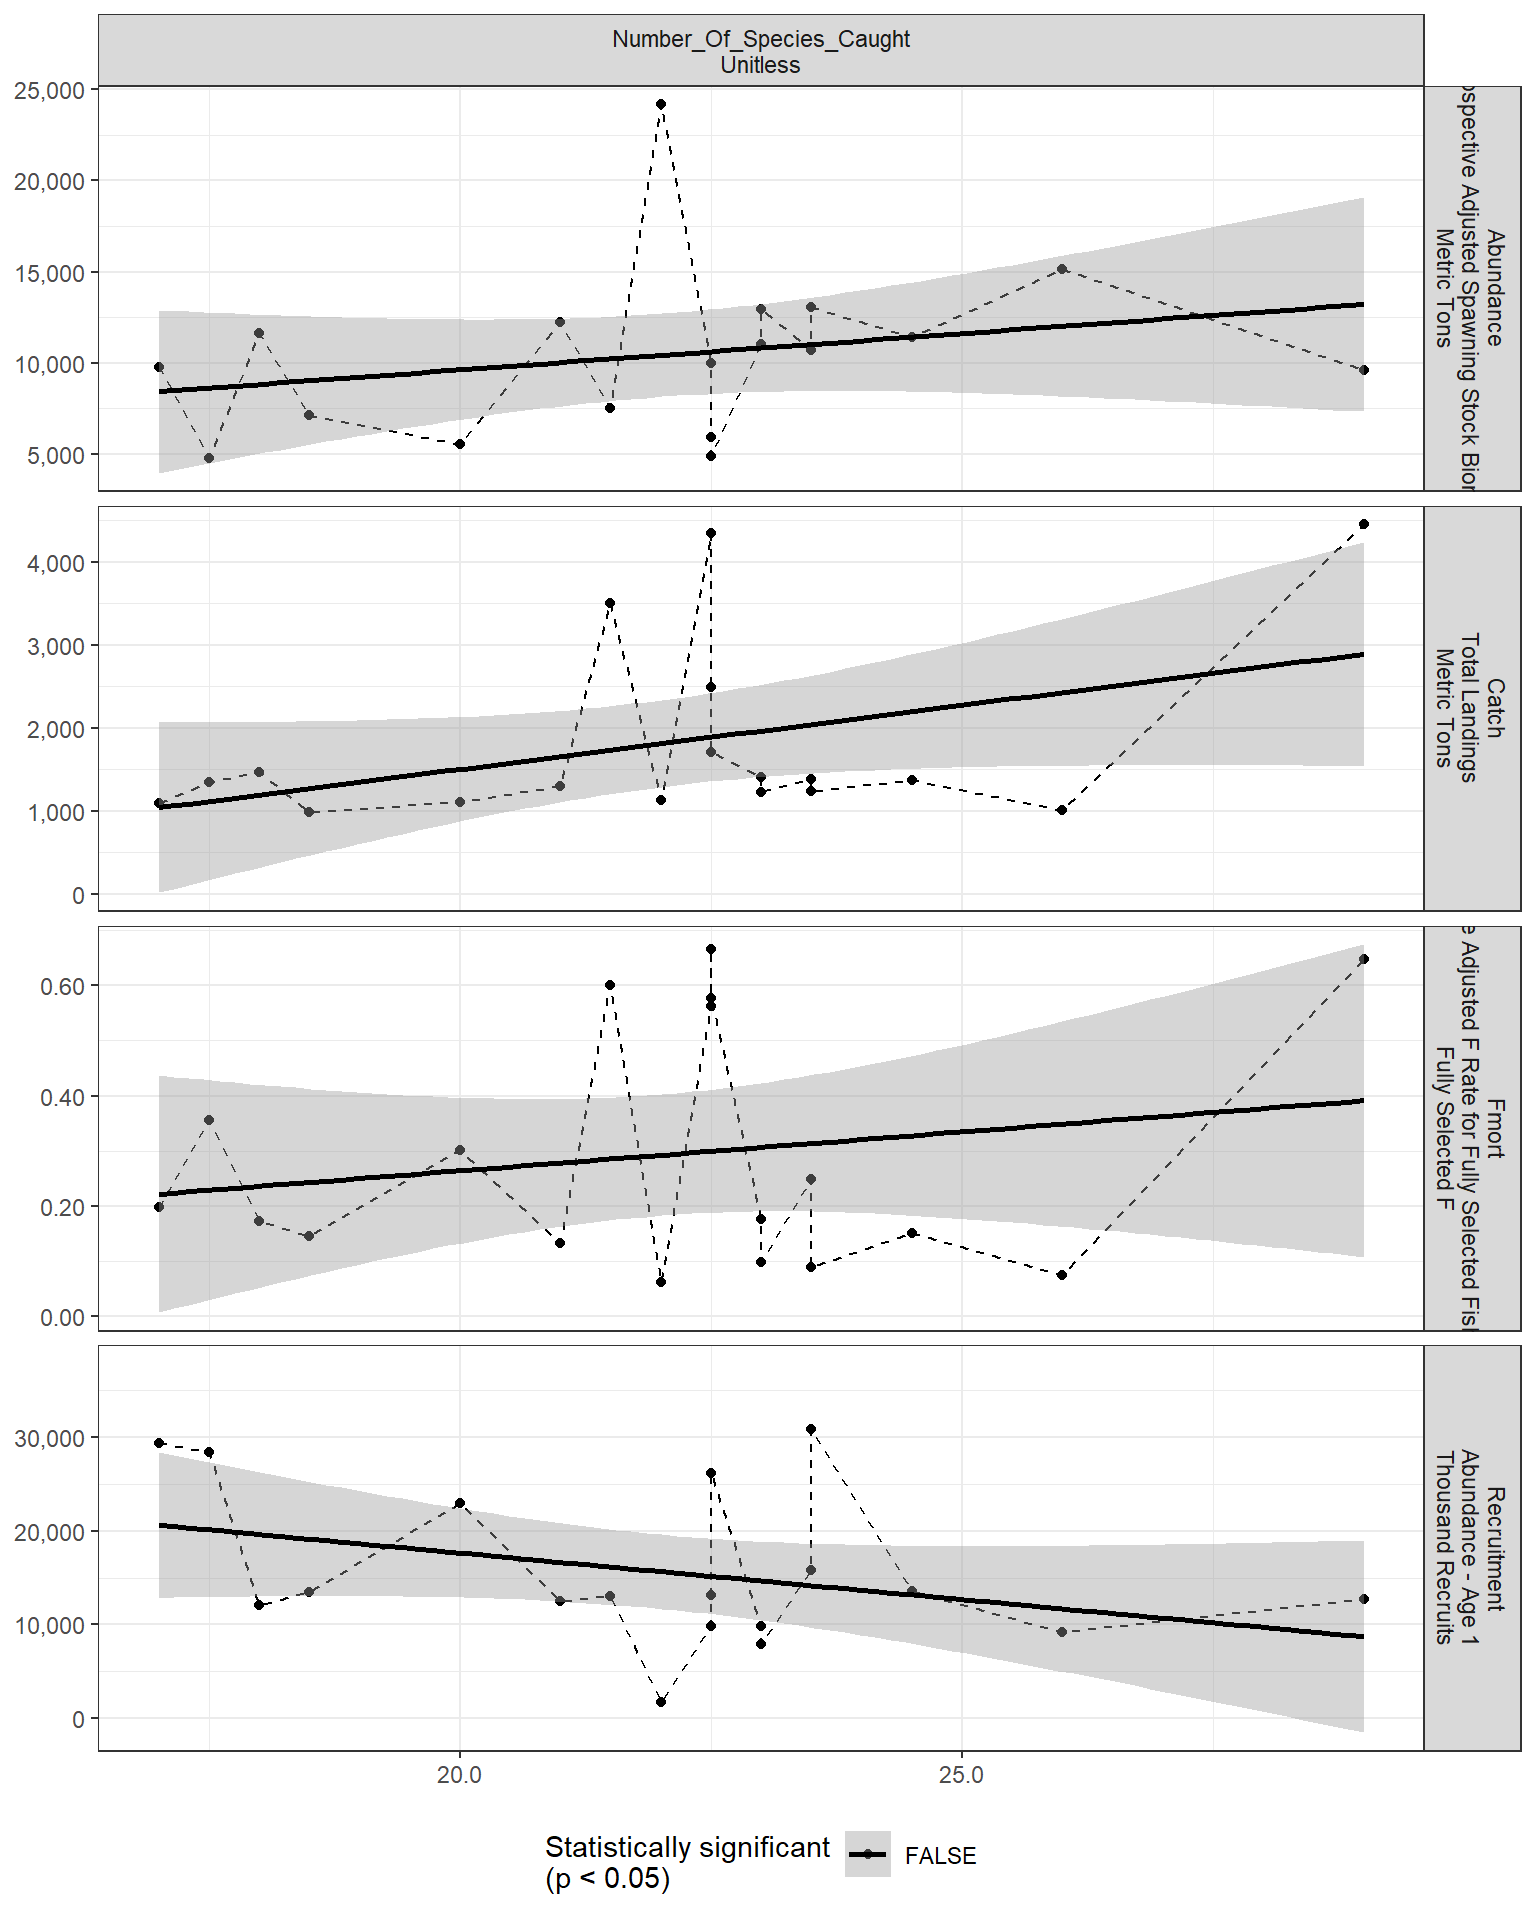 Number_Of_Species_Caught
Unitless
25,000
20,000
15,000
10,000
5,000
Abundance
Adjusted Spawning Stock
Metric Tons
4,000
3,000
2,000
1,000
0
Catch
Total Landings
Metric Tons
0.60
0.40
0.20
0.00
Fmort
Adjusted F Rate for Fully Selected
Fully Selected F
30,000
20,000
10,000
0
Recruitment
Abundance - Age 1
Thousand Recruits
20.0
25.0
Statistically significant
(p < 0.05)
FALSE